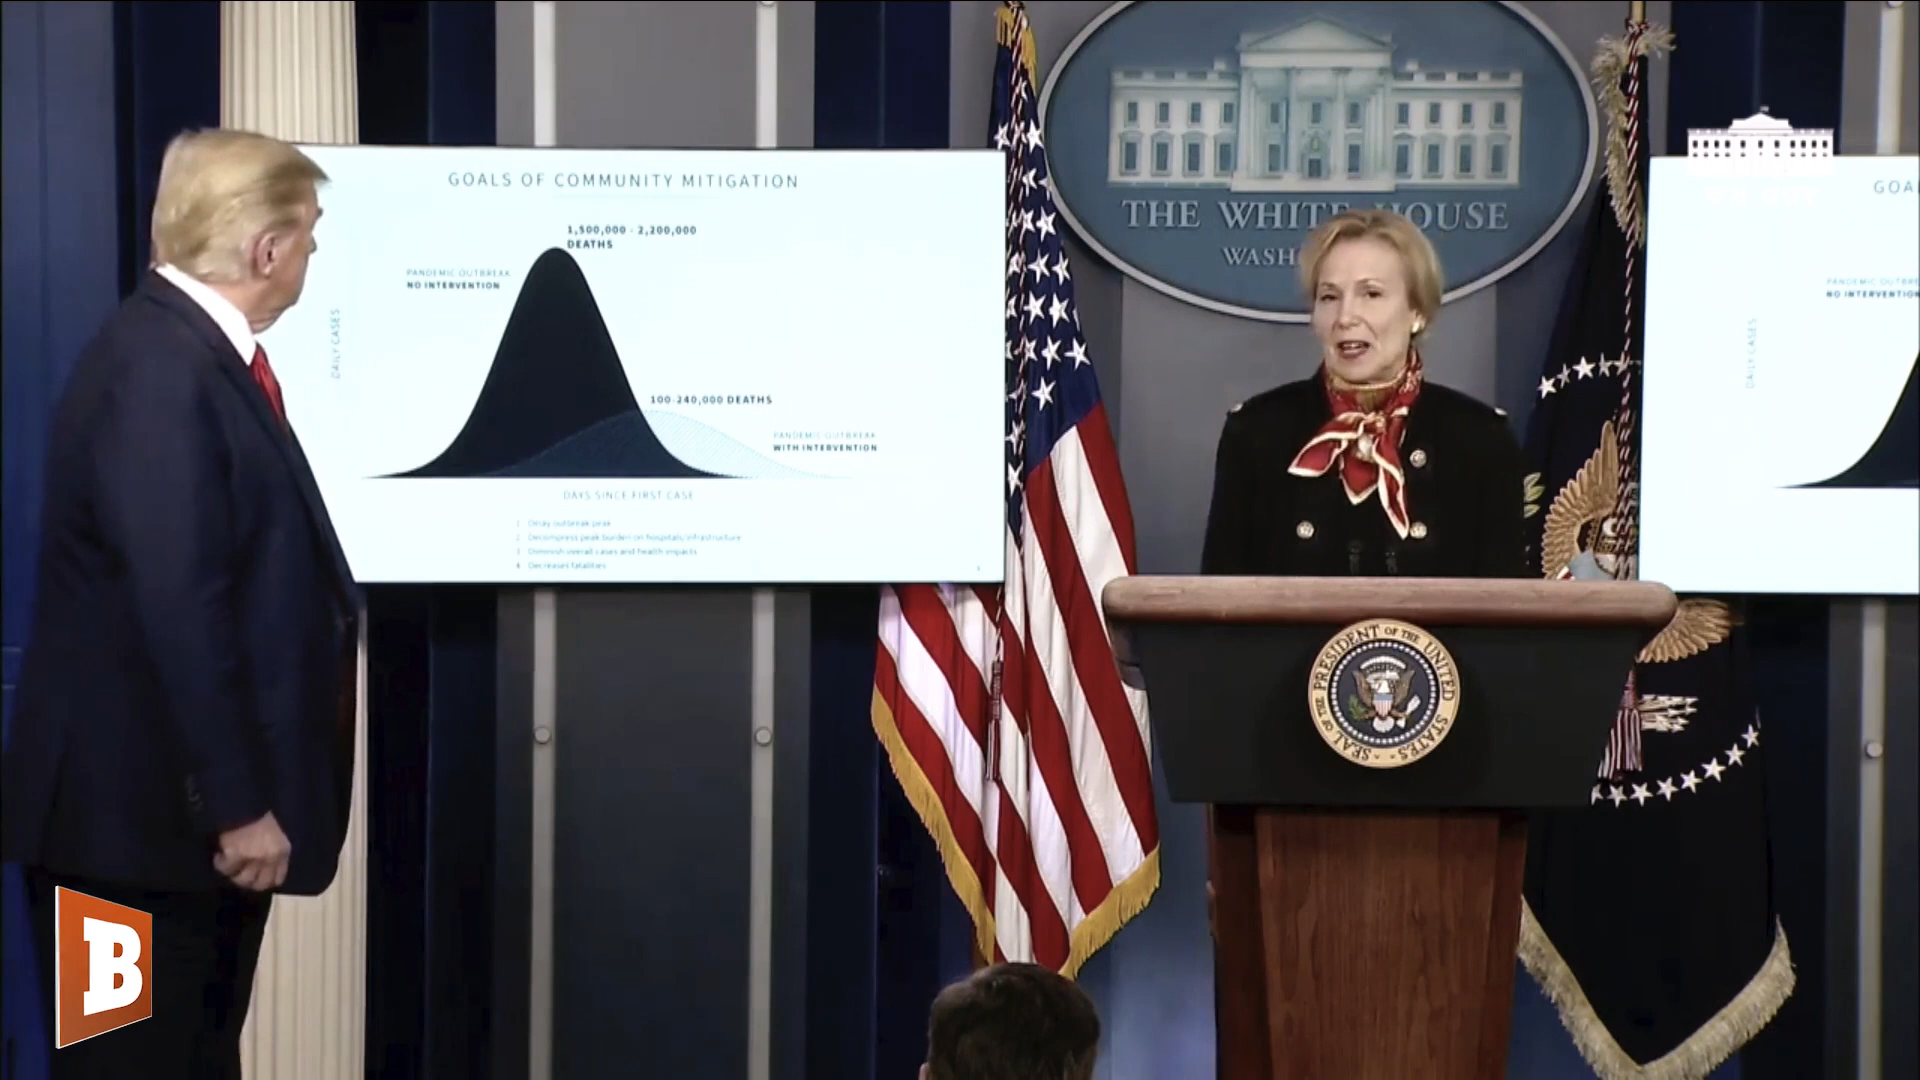 GOALS OF COMMUNITY MITIGATION
1,500,000 - 2,200,000
DEATHS
PANDEMIC OUTBREAK
NO INTERVENTION
DAILY CASES
100-240,000 DEATHS
PANDEMIC OUTBREAK
WITH INTERVENTION
DAYS SINCE FIRST CASE
1 Delay outbreak peak
2 Decompress peak burden on hospitals/infrastructure
3 Diminish overall cases and health impacts
4 Decreases fatalities
THE WHITE HOUSE
WASH
GOA
PANDEMIC OUTBRE
NO INTERVENTION
DAILY CASES
SEAL OF THE PRESIDENT OF THE UNITED STATES
B